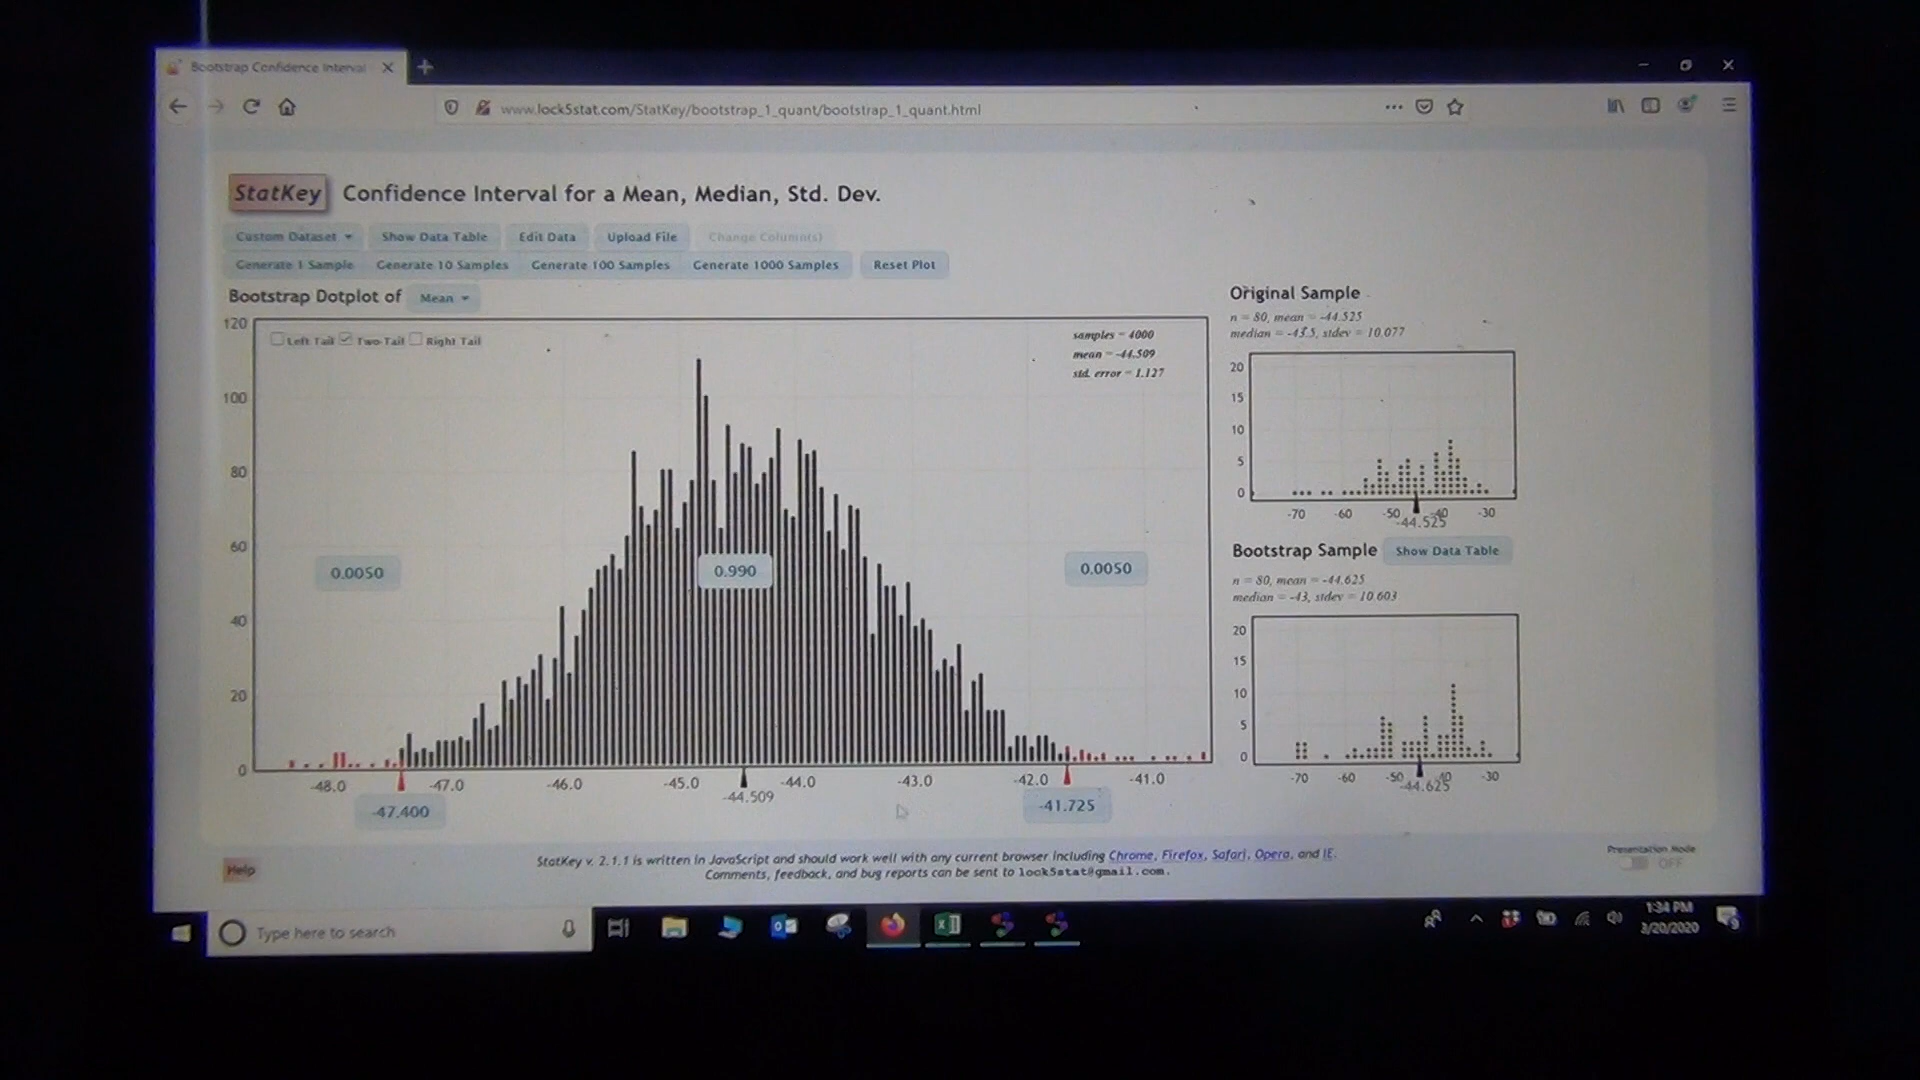 Bootstrap Confidence Interval
www.lock5stat.com/StatKey/bootstrap_1_quant/bootstrap_1_quant.html
StatKey Confidence Interval for a Mean, Median, Std. Dev.
Custom Dataset Show Data Table Edit Data Upload File Change Column(s)
Generate 1 Sample Generate 10 Samples Generate 100 Samples Generate 1000 Samples Reset Plot
Bootstrap Dotplot of Mean
Left Tail Two-Tail Right Tail
samples = 4000
mean = -44.509
std. error = 1.127
120
100
80
60
40
20
0
0.0050 0.990 0.0050
-48.0 -47.0 -46.0 -45.0 -44.0 -43.0 -42.0 -41.0
-44.509
-47.400 -41.725
Original Sample
n = 80, mean = -44.525
median = -43.5, stdev = 10.077
20
15
10
5
0
-70 -60 -50 -40 -30
-44.525
Bootstrap Sample Show Data Table
n = 80, mean = -44.625
median = -43, stdev = 10.603
20
15
10
5
0
-70 -60 -50 -40 -30
-44.625
StatKey v. 2.1.1 is written in JavaScript and should work well with any current browser including Chrome, Firefox, Safari, Opera, and IE.
Comments, feedback, and bug reports can be sent to lock5stat@gmail.com.
Help
Presentation Mode
OFF
Type here to search
1:34 PM
3/20/2020